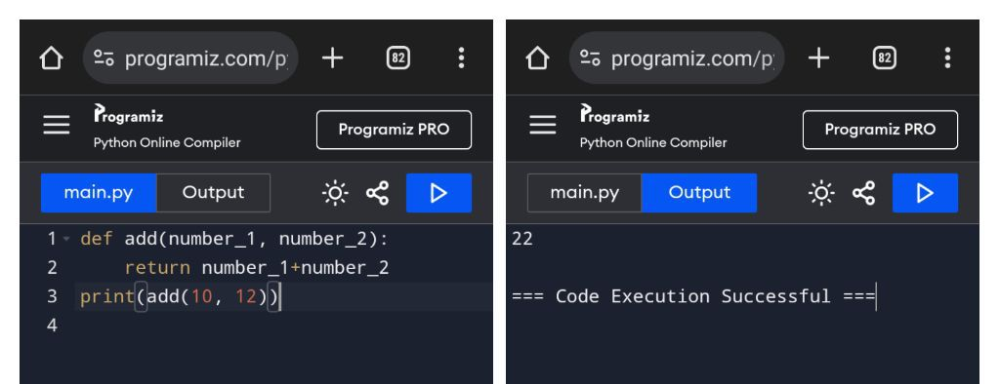 programiz.com/p
82
Programiz
Python Online Compiler
Programiz PRO
main.py
Output
1 def add(number_1, number_2):
2     return number_1+number_2
3 print(add(10, 12))
4
programiz.com/p
82
Programiz
Python Online Compiler
Programiz PRO
main.py
Output
22
=== Code Execution Successful ===